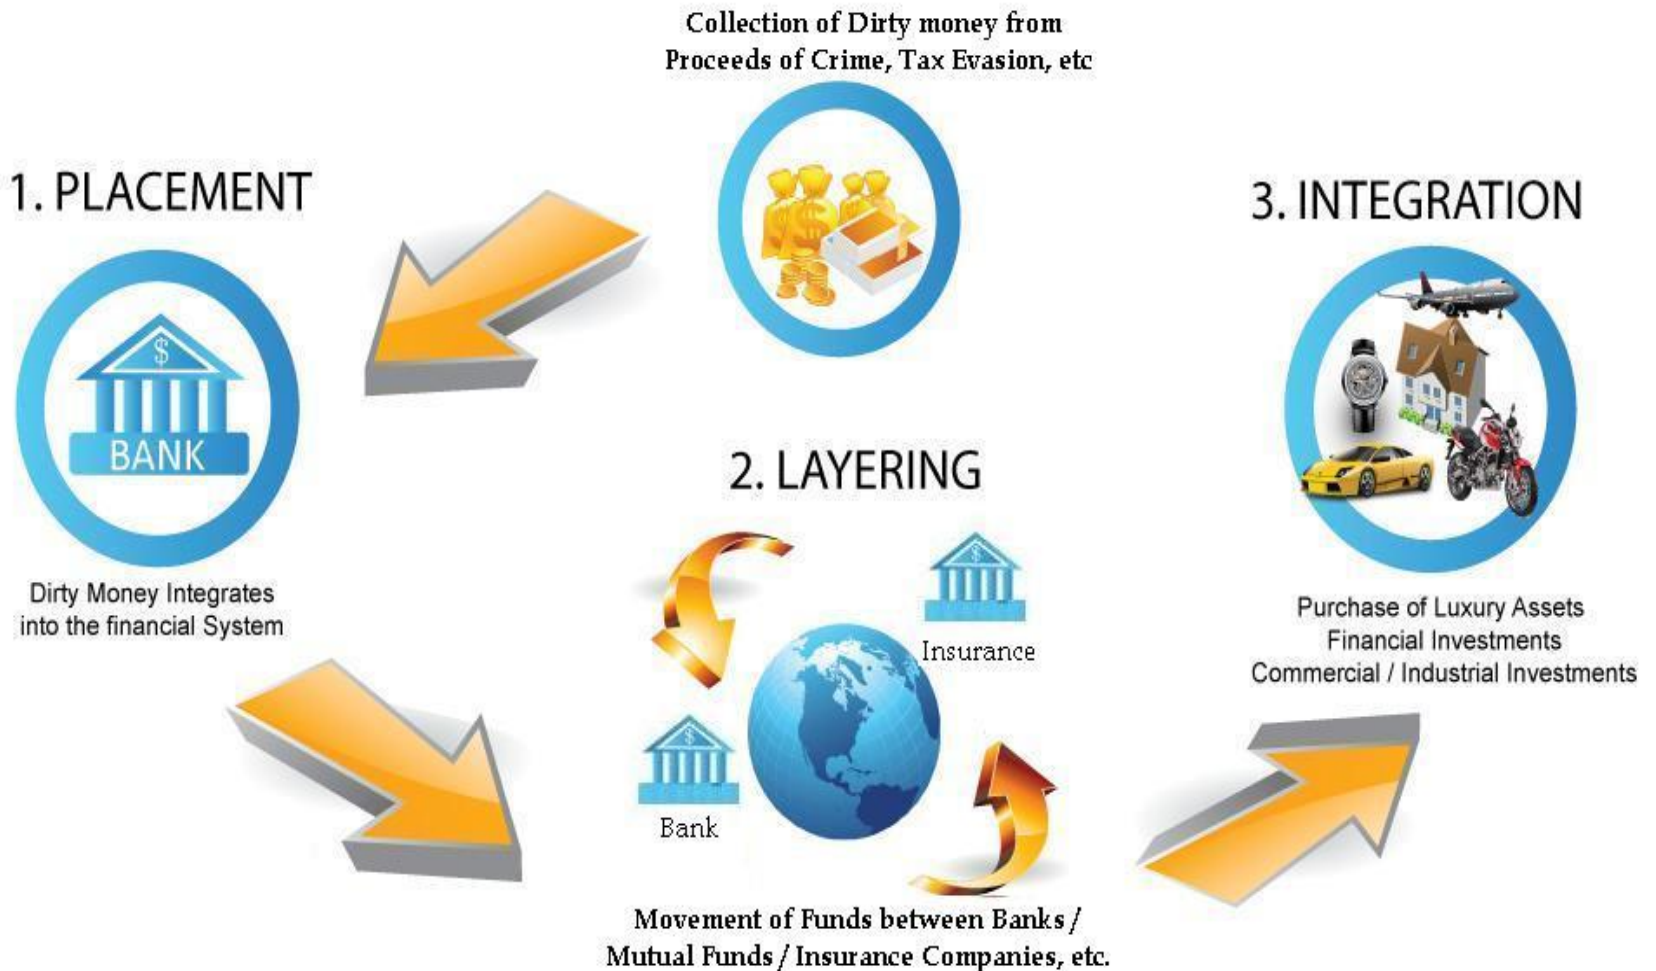 Collection of Dirty money from
Proceeds of Crime, Tax Evasion, etc
1. PLACEMENT
$
BANK
Dirty Money Integrates
into the financial System
2. LAYERING
$
Insurance
$
Bank
Movement of Funds between Banks /
Mutual Funds / Insurance Companies, etc.
3. INTEGRATION
Purchase of Luxury Assets
Financial Investments
Commercial / Industrial Investments